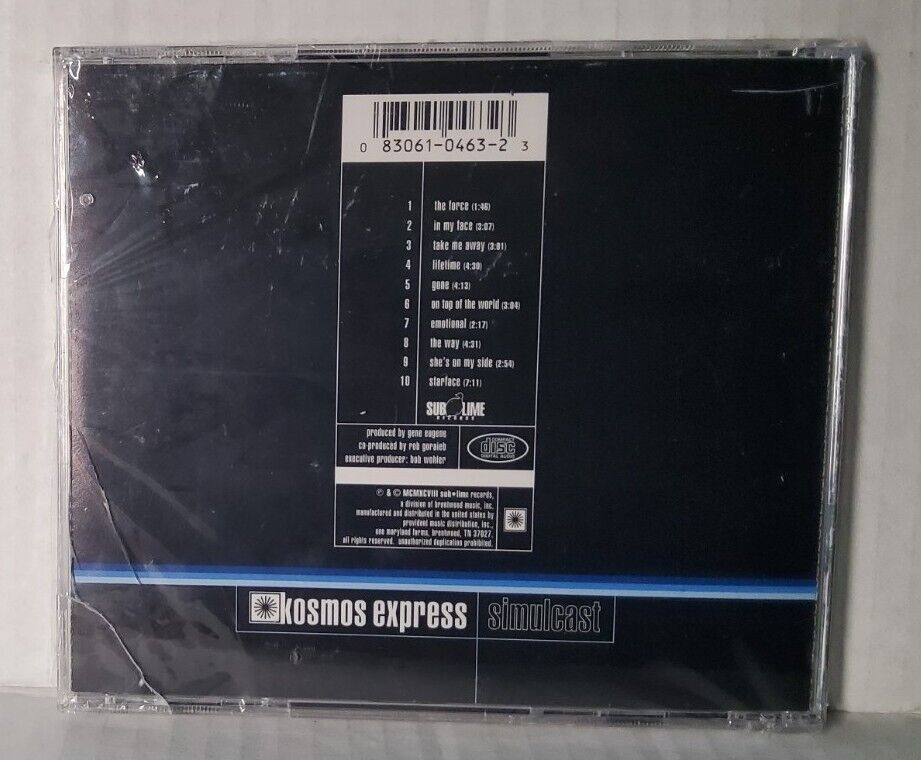 0 83061-0463-2 3
1 the force (1:46)
2 in my face (3:07)
3 take me away (3:01)
4 lifetime (4:30)
5 gone (4:13)
6 on top of the world (3:04)
7 emotional (2:17)
8 the way (4:31)
9 she's on my side (2:54)
10 starface (7:11)
SUB LIME
RECORDS
produced by gene eugene
co-produced by rob goraieb
executive producer: bob wohler
COMPACT
disc
DIGITAL AUDIO
℗ & © MCMXCVIII sub•lime records,
a division of brentwood music, inc.
manufactured and distributed in the united states by
provident music distribution, inc.,
one maryland farms, brentwood, TN 37027.
all rights reserved. unauthorized duplication prohibited.
kosmos express simulcast